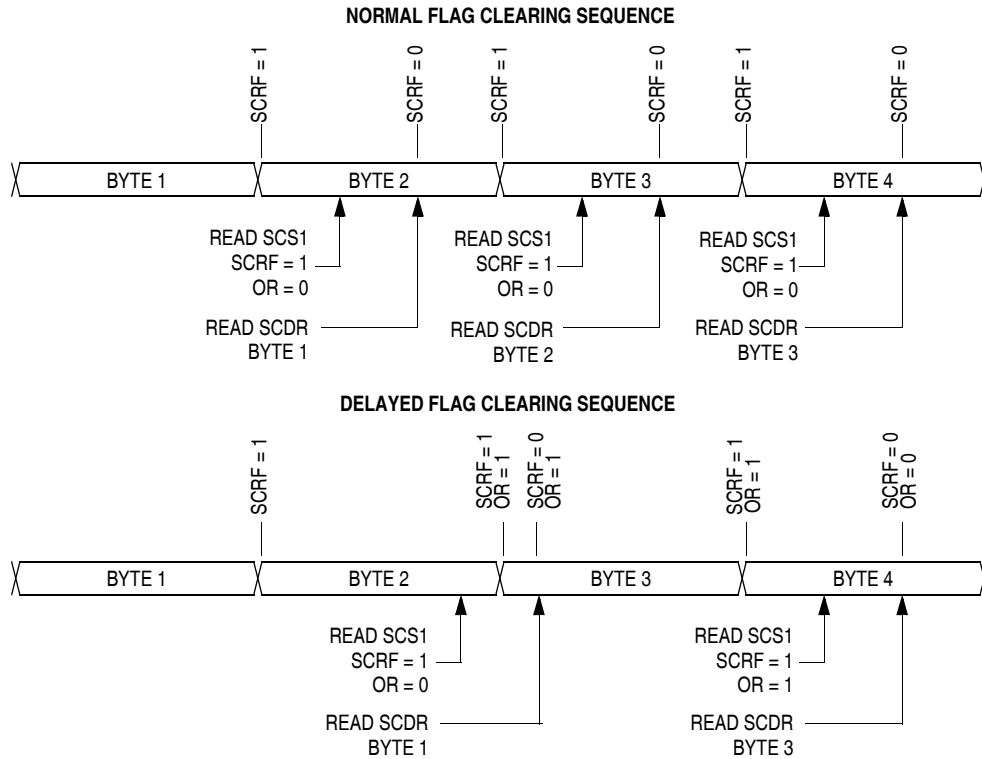 NORMAL FLAG CLEARING SEQUENCE
SCRF = 1
SCRF = 0
SCRF = 1
SCRF = 0
SCRF = 1
SCRF = 0
BYTE 1
BYTE 2
BYTE 3
BYTE 4
READ SCS1
SCRF = 1
OR = 0
READ SCDR
BYTE 1
READ SCS1
SCRF = 1
OR = 0
READ SCDR
BYTE 2
READ SCS1
SCRF = 1
OR = 0
READ SCDR
BYTE 3
DELAYED FLAG CLEARING SEQUENCE
SCRF = 1
SCRF = 1
OR = 1
SCRF = 0
OR = 1
SCRF = 1
OR = 1
SCRF = 0
OR = 0
BYTE 1
BYTE 2
BYTE 3
BYTE 4
READ SCS1
SCRF = 1
OR = 0
READ SCDR
BYTE 1
READ SCS1
SCRF = 1
OR = 1
READ SCDR
BYTE 3